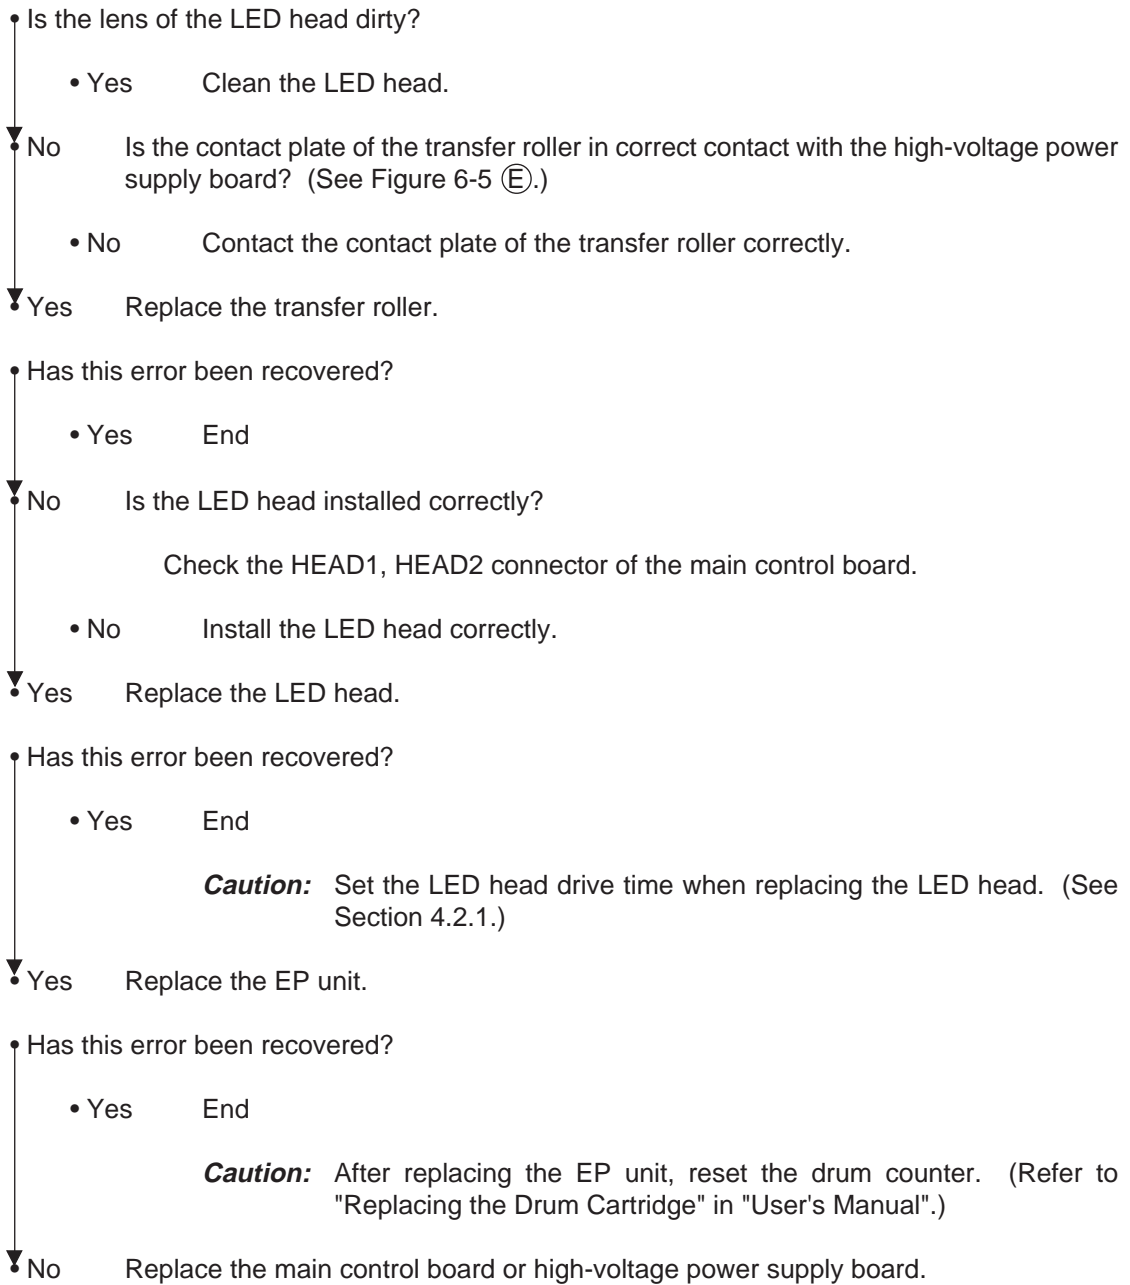 • Is the lens of the LED head dirty?
• Yes Clean the LED head.
• No Is the contact plate of the transfer roller in correct contact with the high-voltage power
supply board? (See Figure 6-5 Ⓔ.)
• No Contact the contact plate of the transfer roller correctly.
• Yes Replace the transfer roller.
• Has this error been recovered?
• Yes End
• No Is the LED head installed correctly?
Check the HEAD1, HEAD2 connector of the main control board.
• No Install the LED head correctly.
• Yes Replace the LED head.
• Has this error been recovered?
• Yes End
Caution: Set the LED head drive time when replacing the LED head. (See
Section 4.2.1.)
• Yes Replace the EP unit.
• Has this error been recovered?
• Yes End
Caution: After replacing the EP unit, reset the drum counter. (Refer to
"Replacing the Drum Cartridge" in "User's Manual".)
• No Replace the main control board or high-voltage power supply board.